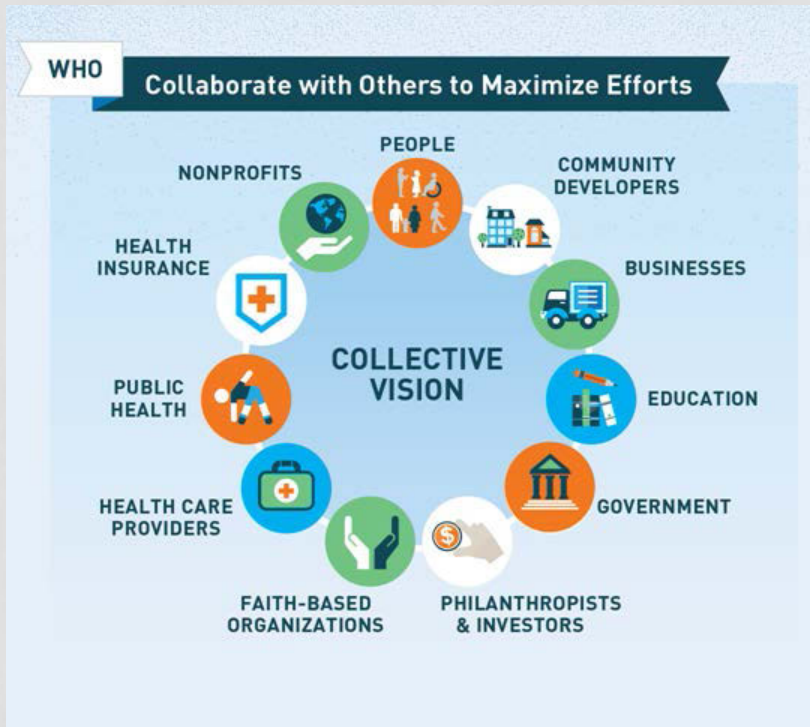 WHO
Collaborate with Others to Maximize Efforts
PEOPLE
COMMUNITY
DEVELOPERS
BUSINESSES
EDUCATION
GOVERNMENT
PHILANTHROPISTS
& INVESTORS
FAITH-BASED
ORGANIZATIONS
HEALTH CARE
PROVIDERS
PUBLIC
HEALTH
HEALTH
INSURANCE
NONPROFITS
COLLECTIVE
VISION
$